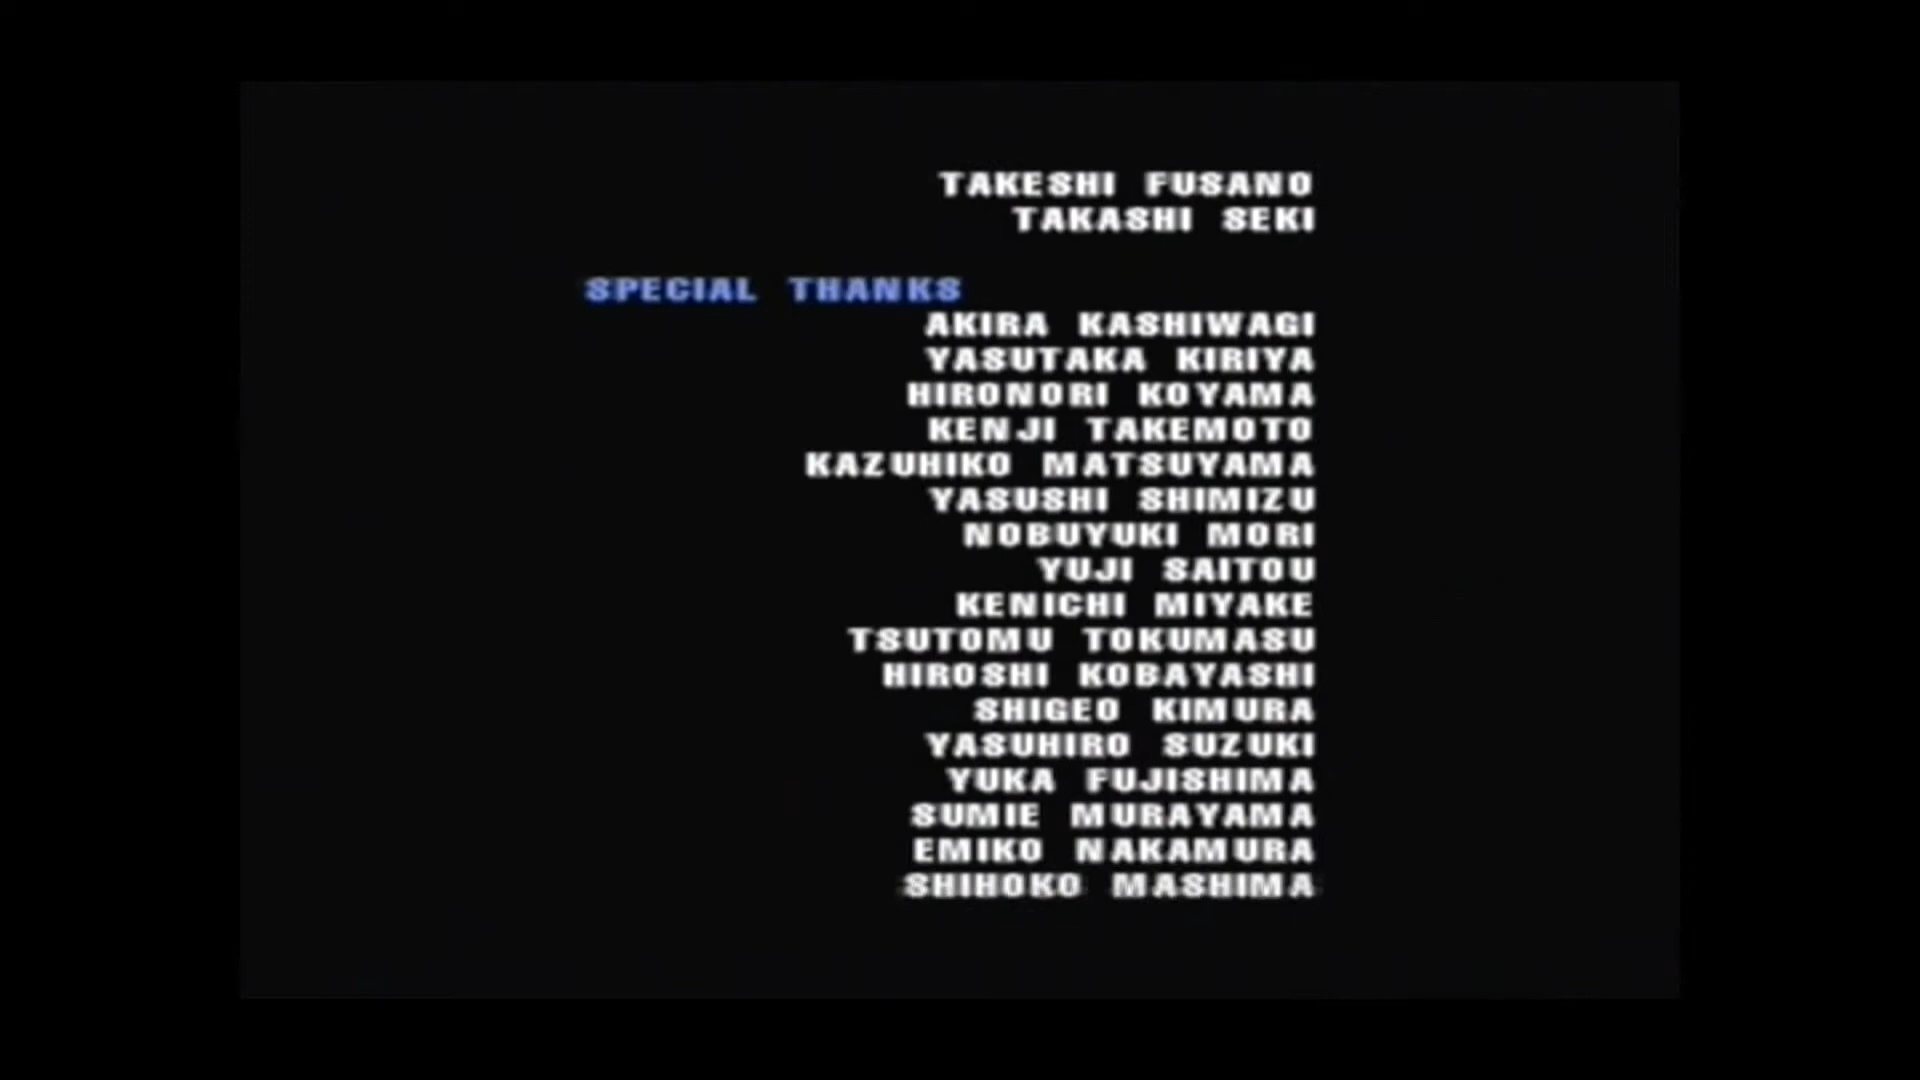 TAKESHI FUSANO
TAKASHI SEKI
SPECIAL THANKS
AKIRA KASHIWAGI
YASUTAKA KIRIYA
HIRONORI KOYAMA
KENJI TAKEMOTO
KAZUHIKO MATSUYAMA
YASUSHI SHIMIZU
NOBUYUKI MORI
YUJI SAITOU
KENICHI MIYAKE
TSUTOMU TOKUMASU
HIROSHI KOBAYASHI
SHIGEO KIMURA
YASUHIRO SUZUKI
YUKA FUJISHIMA
SUMIE MURAYAMA
EMIKO NAKAMURA
SHIHOKO MASHIMA